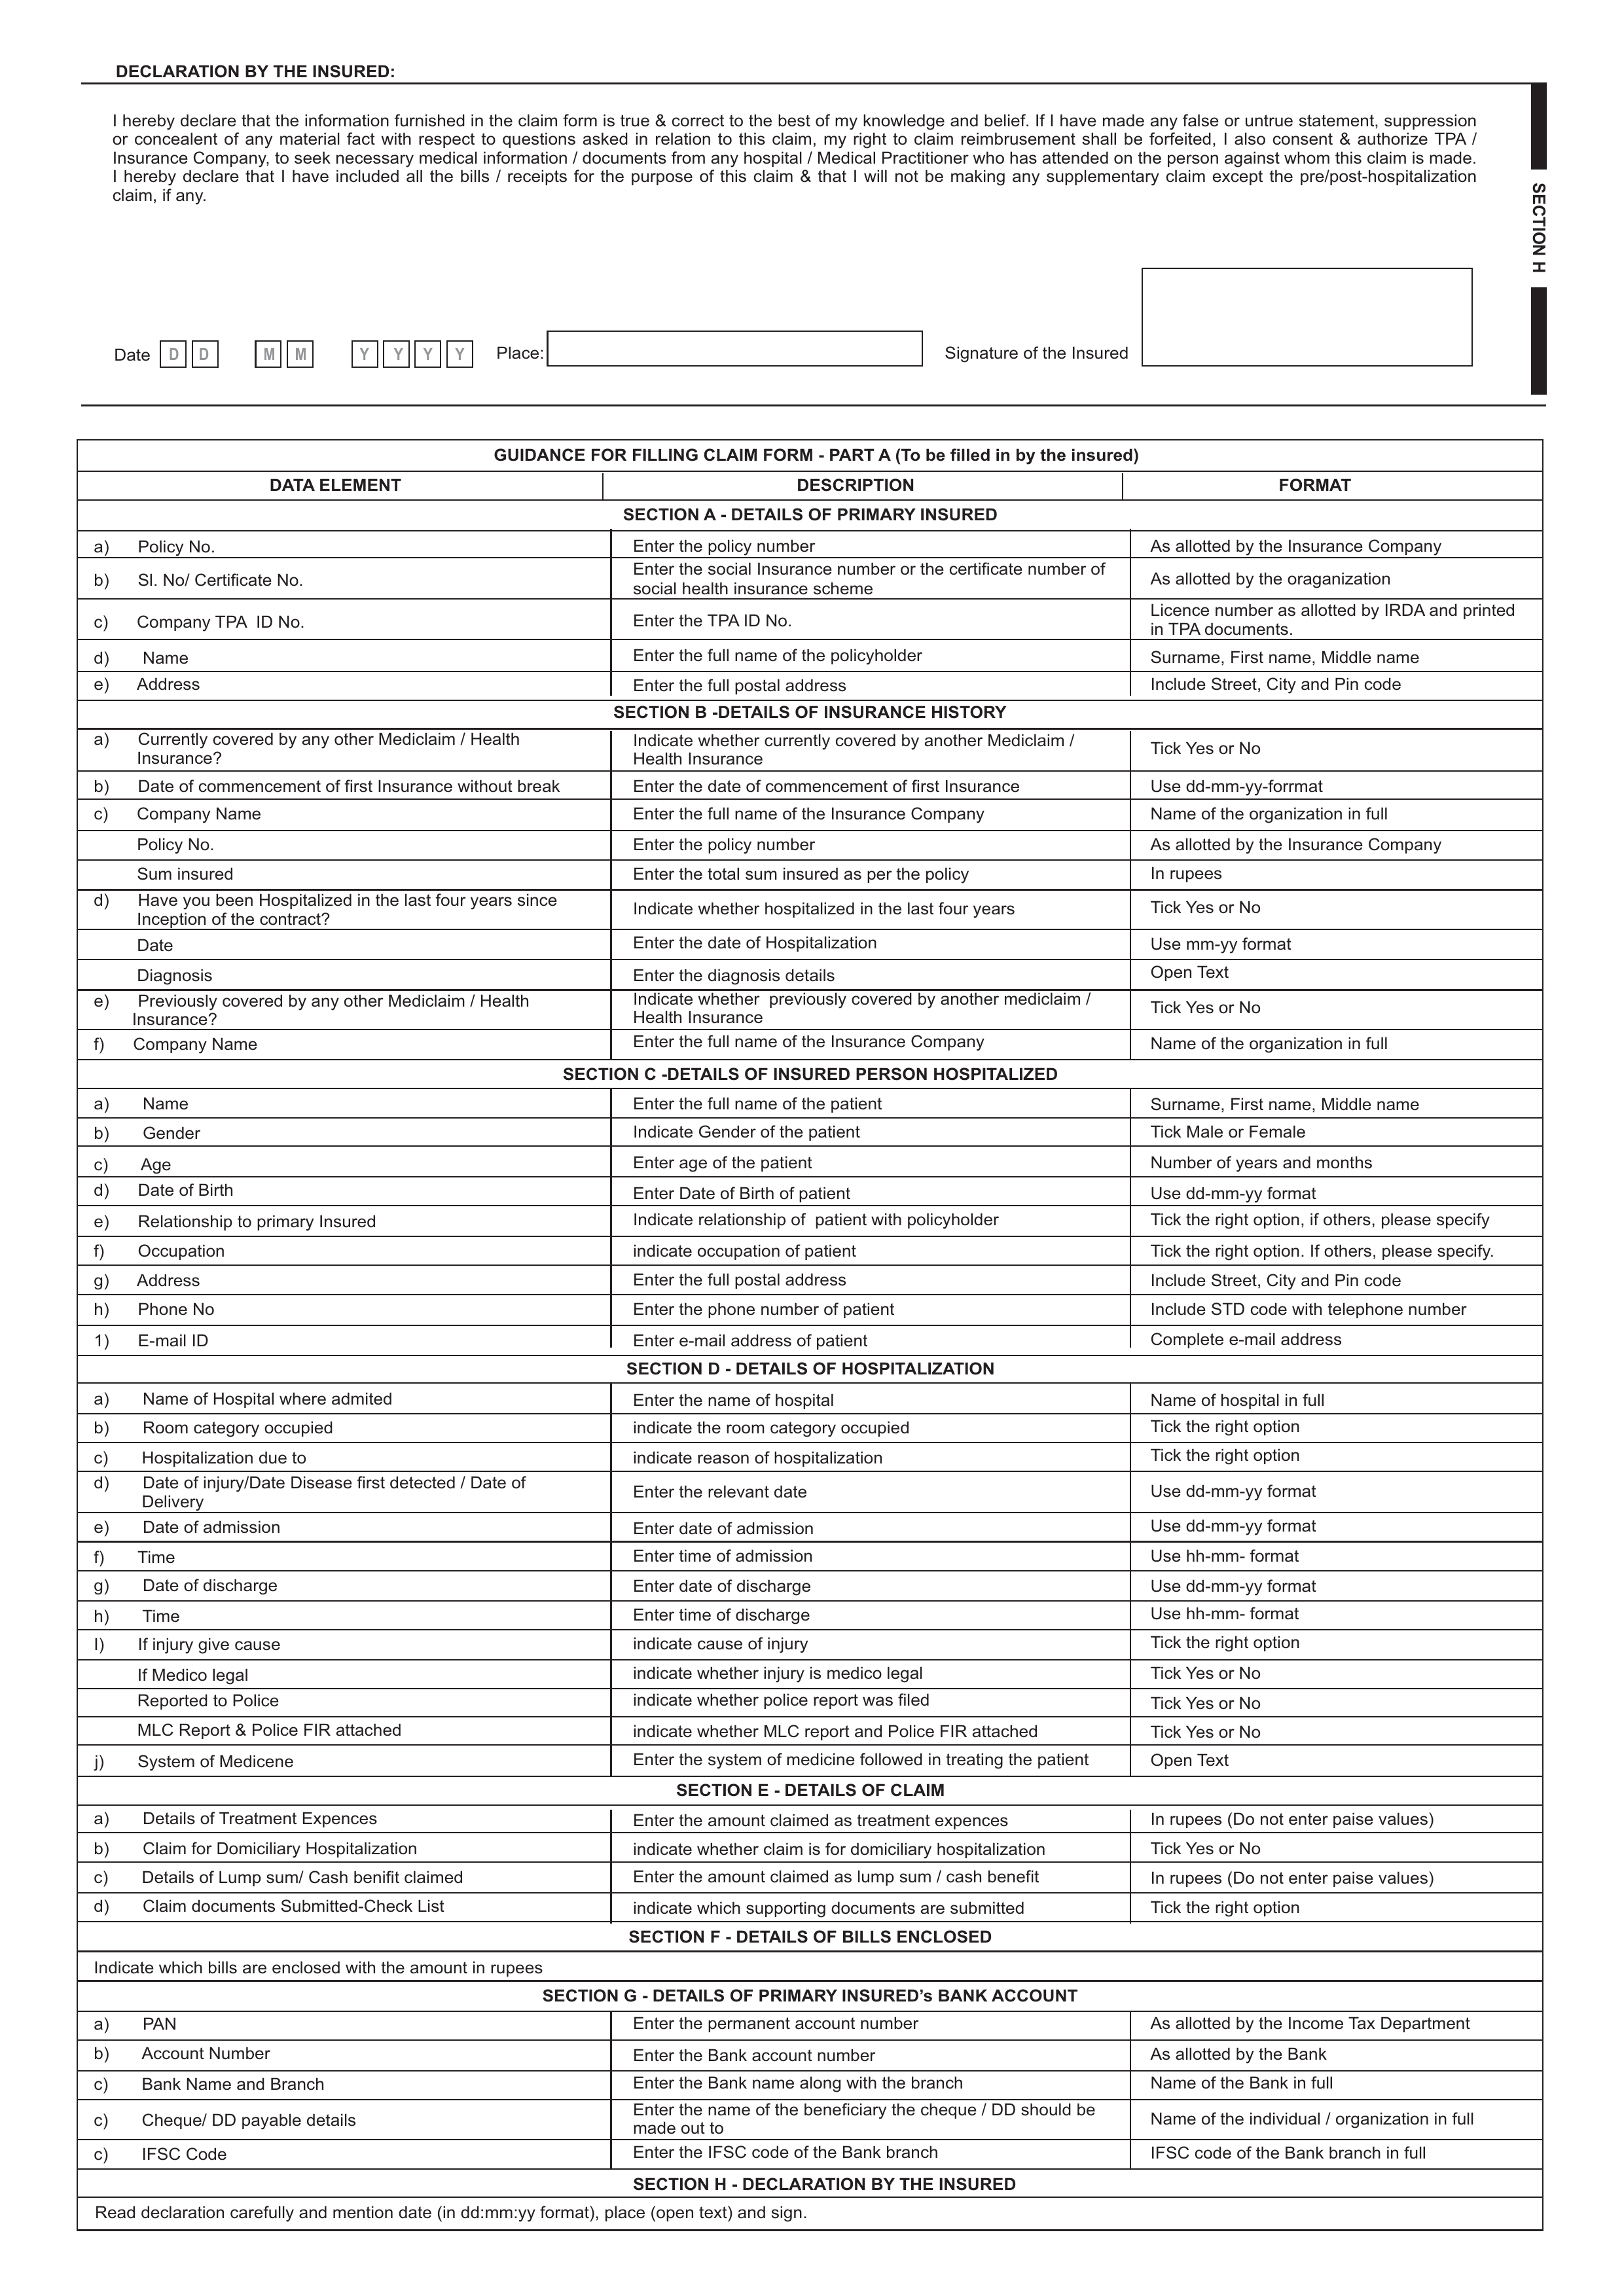 DECLARATION BY THE INSURED:
I hereby declare that the information furnished in the claim form is true & correct to the best of my knowledge and belief. If I have made any false or untrue statement, suppression
or concealent of any material fact with respect to questions asked in relation to this claim, my right to claim reimbrusement shall be forfeited, I also consent & authorize TPA /
Insurance Company, to seek necessary medical information / documents from any hospital / Medical Practitioner who has attended on the person against whom this claim is made.
I hereby declare that I have included all the bills / receipts for the purpose of this claim & that I will not be making any supplementary claim except the pre/post-hospitalization
claim, if any.
SECTION H
Date D D M M Y Y Y Y Place: Signature of the Insured
GUIDANCE FOR FILLING CLAIM FORM - PART A (To be filled in by the insured)
DATA ELEMENT DESCRIPTION FORMAT
SECTION A - DETAILS OF PRIMARY INSURED
a) Policy No. Enter the policy number As allotted by the Insurance Company
b) Sl. No/ Certificate No. Enter the social Insurance number or the certificate number of
social health insurance scheme As allotted by the oraganization
c) Company TPA ID No. Enter the TPA ID No. Licence number as allotted by IRDA and printed
in TPA documents.
d) Name Enter the full name of the policyholder Surname, First name, Middle name
e) Address Enter the full postal address Include Street, City and Pin code
SECTION B -DETAILS OF INSURANCE HISTORY
a) Currently covered by any other Mediclaim / Health
Insurance? Indicate whether currently covered by another Mediclaim /
Health Insurance Tick Yes or No
b) Date of commencement of first Insurance without break Enter the date of commencement of first Insurance Use dd-mm-yy-forrmat
c) Company Name Enter the full name of the Insurance Company Name of the organization in full
Policy No. Enter the policy number As allotted by the Insurance Company
Sum insured Enter the total sum insured as per the policy In rupees
d) Have you been Hospitalized in the last four years since
Inception of the contract? Indicate whether hospitalized in the last four years Tick Yes or No
Date Enter the date of Hospitalization Use mm-yy format
Diagnosis Enter the diagnosis details Open Text
e) Previously covered by any other Mediclaim / Health
Insurance? Indicate whether previously covered by another mediclaim /
Health Insurance Tick Yes or No
f) Company Name Enter the full name of the Insurance Company Name of the organization in full
SECTION C -DETAILS OF INSURED PERSON HOSPITALIZED
a) Name Enter the full name of the patient Surname, First name, Middle name
b) Gender Indicate Gender of the patient Tick Male or Female
c) Age Enter age of the patient Number of years and months
d) Date of Birth Enter Date of Birth of patient Use dd-mm-yy format
e) Relationship to primary Insured Indicate relationship of patient with policyholder Tick the right option, if others, please specify
f) Occupation indicate occupation of patient Tick the right option. If others, please specify.
g) Address Enter the full postal address Include Street, City and Pin code
h) Phone No Enter the phone number of patient Include STD code with telephone number
1) E-mail ID Enter e-mail address of patient Complete e-mail address
SECTION D - DETAILS OF HOSPITALIZATION
a) Name of Hospital where admited Enter the name of hospital Name of hospital in full
b) Room category occupied indicate the room category occupied Tick the right option
c) Hospitalization due to indicate reason of hospitalization Tick the right option
d) Date of injury/Date Disease first detected / Date of
Delivery Enter the relevant date Use dd-mm-yy format
e) Date of admission Enter date of admission Use dd-mm-yy format
f) Time Enter time of admission Use hh-mm- format
g) Date of discharge Enter date of discharge Use dd-mm-yy format
h) Time Enter time of discharge Use hh-mm- format
I) If injury give cause indicate cause of injury Tick the right option
If Medico legal indicate whether injury is medico legal Tick Yes or No
Reported to Police indicate whether police report was filed Tick Yes or No
MLC Report & Police FIR attached indicate whether MLC report and Police FIR attached Tick Yes or No
j) System of Medicene Enter the system of medicine followed in treating the patient Open Text
SECTION E - DETAILS OF CLAIM
a) Details of Treatment Expences Enter the amount claimed as treatment expences In rupees (Do not enter paise values)
b) Claim for Domiciliary Hospitalization indicate whether claim is for domiciliary hospitalization Tick Yes or No
c) Details of Lump sum/ Cash benifit claimed Enter the amount claimed as lump sum / cash benefit In rupees (Do not enter paise values)
d) Claim documents Submitted-Check List indicate which supporting documents are submitted Tick the right option
SECTION F - DETAILS OF BILLS ENCLOSED
Indicate which bills are enclosed with the amount in rupees
SECTION G - DETAILS OF PRIMARY INSURED's BANK ACCOUNT
a) PAN Enter the permanent account number As allotted by the Income Tax Department
b) Account Number Enter the Bank account number As allotted by the Bank
c) Bank Name and Branch Enter the Bank name along with the branch Name of the Bank in full
c) Cheque/ DD payable details Enter the name of the beneficiary the cheque / DD should be
made out to Name of the individual / organization in full
c) IFSC Code Enter the IFSC code of the Bank branch IFSC code of the Bank branch in full
SECTION H - DECLARATION BY THE INSURED
Read declaration carefully and mention date (in dd:mm:yy format), place (open text) and sign.